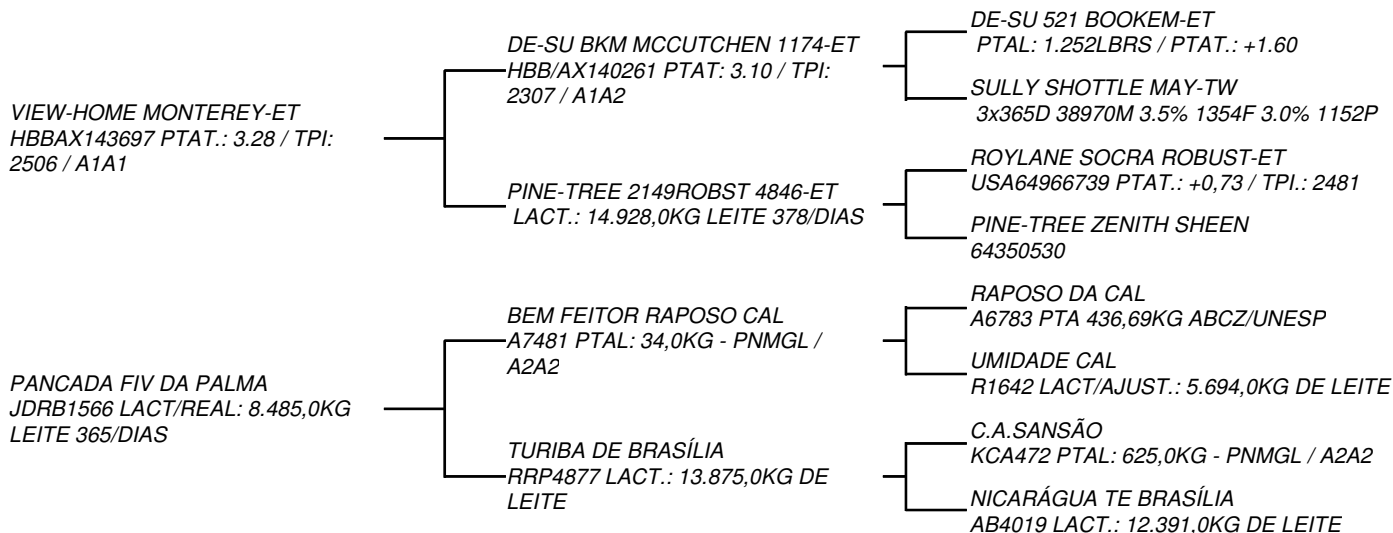 VIEW-HOME MONTEREY-ET
HBBAX143697 PTAT.: 3.28 / TPI:
2506 / A1A1
DE-SU BKM MCCUTCHEN 1174-ET
HBB/AX140261 PTAT: 3.10 / TPI:
2307 / A1A2
DE-SU 521 BOOKEM-ET
PTAL: 1.252LBRS / PTAT.: +1.60
SULLY SHOTTLE MAY-TW
3x365D 38970M 3.5% 1354F 3.0% 1152P
PINE-TREE 2149ROBST 4846-ET
LACT.: 14.928,0KG LEITE 378/DIAS
ROYLANE SOCRA ROBUST-ET
USA64966739 PTAT.: +0,73 / TPI.: 2481
PINE-TREE ZENITH SHEEN
64350530
PANCADA FIV DA PALMA
JDRB1566 LACT/REAL: 8.485,0KG
LEITE 365/DIAS
BEM FEITOR RAPOSO CAL
A7481 PTAL: 34,0KG - PNMGL /
A2A2
RAPOSO DA CAL
A6783 PTA 436,69KG ABCZ/UNESP
UMIDADE CAL
R1642 LACT/AJUST.: 5.694,0KG DE LEITE
TURIBA DE BRASÍLIA
RRP4877 LACT.: 13.875,0KG DE
LEITE
C.A.SANSÃO
KCA472 PTAL: 625,0KG - PNMGL / A2A2
NICARÁGUA TE BRASÍLIA
AB4019 LACT.: 12.391,0KG DE LEITE